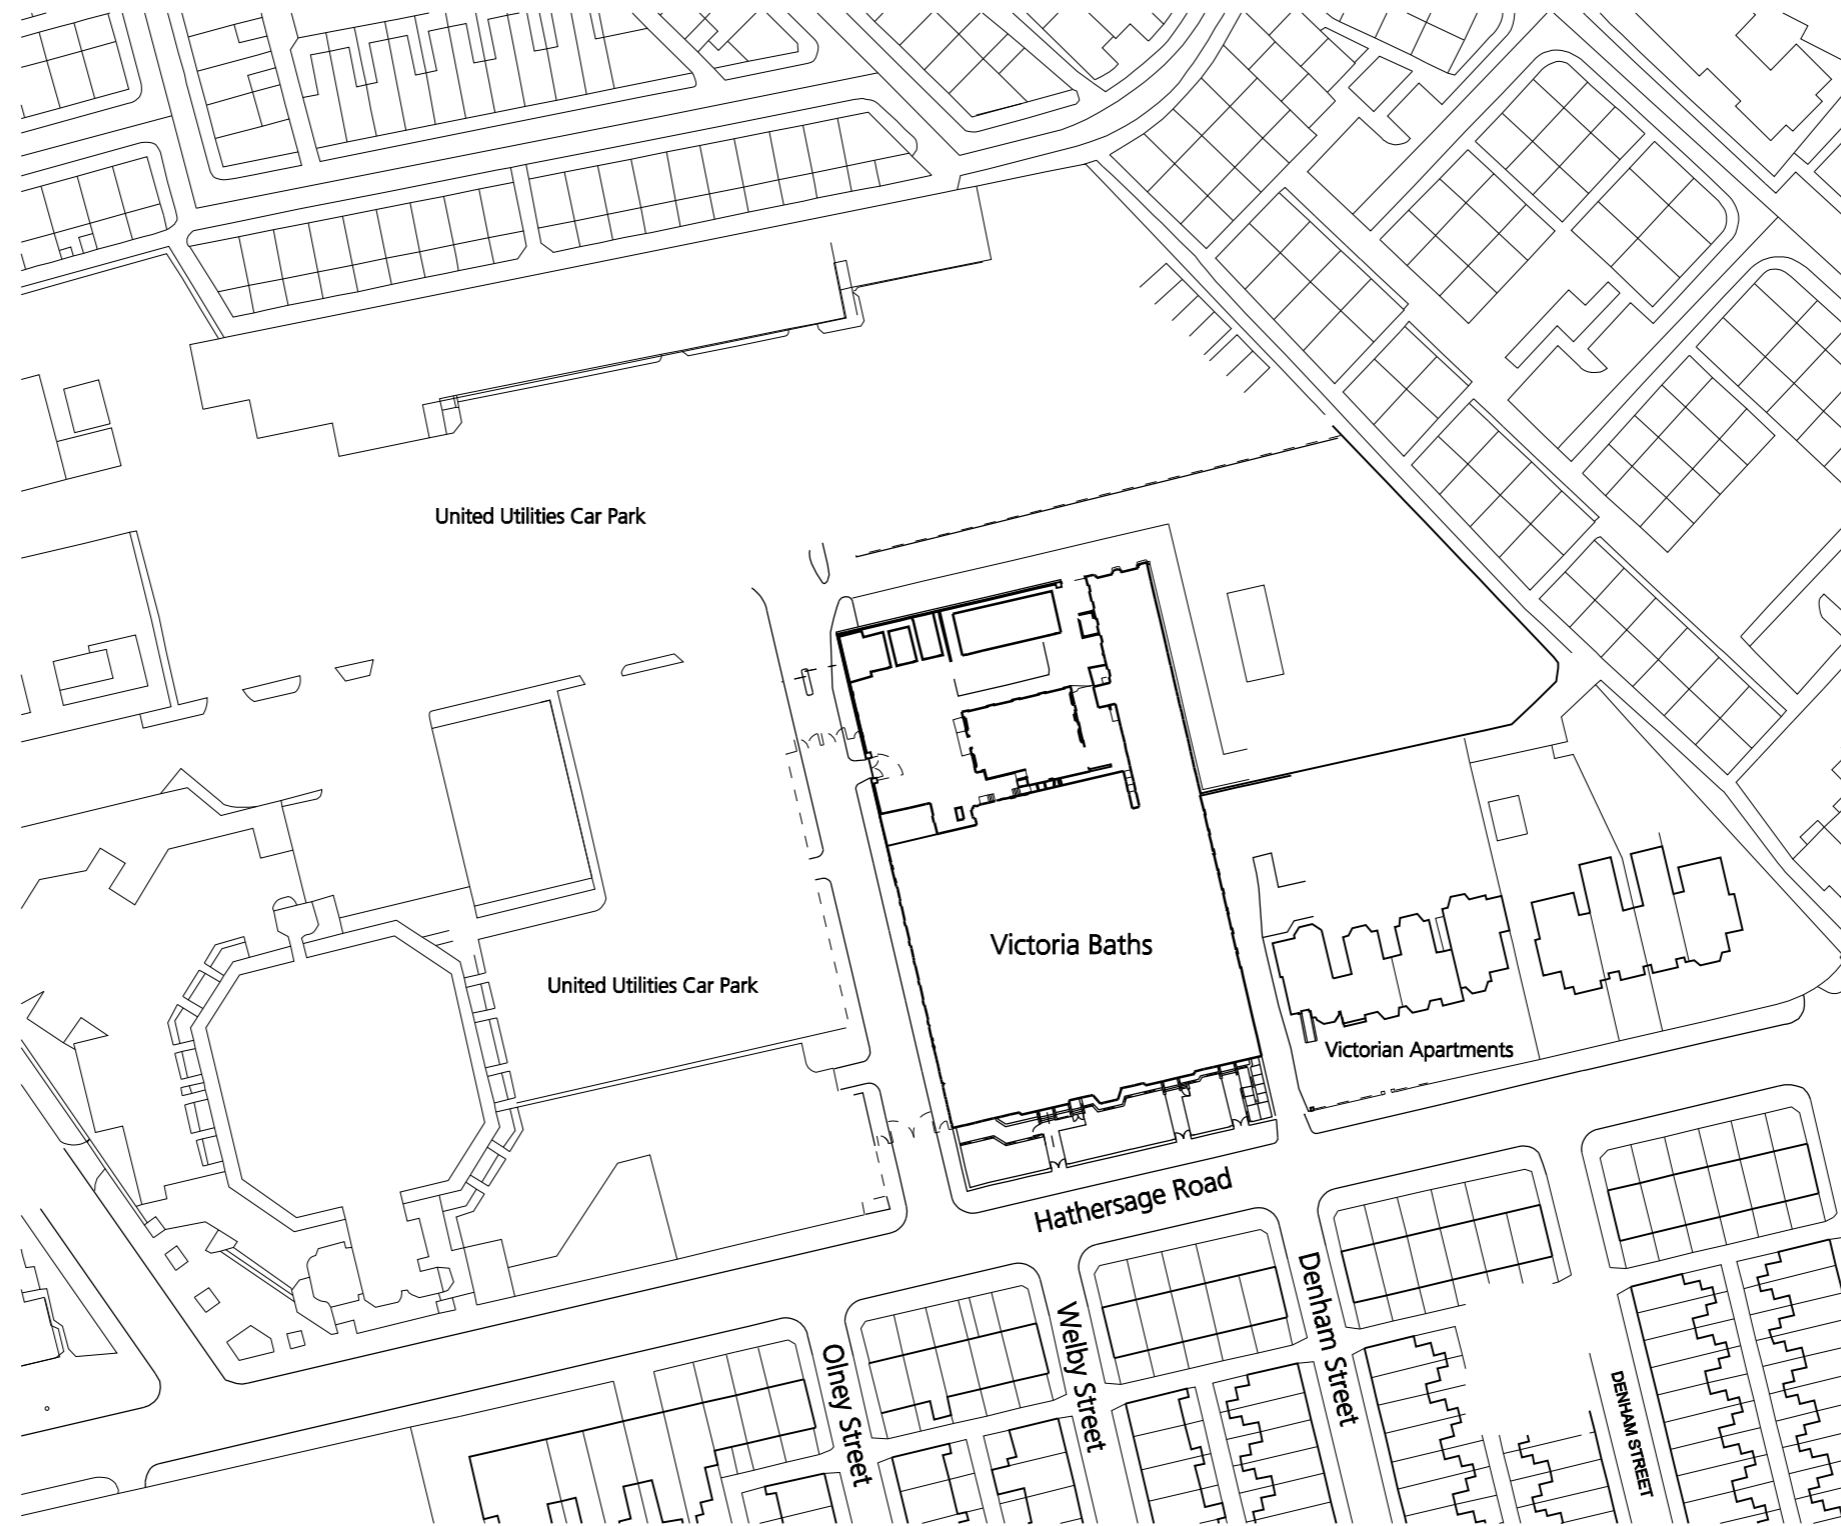 United Utilities Car Park
Victoria Baths
United Utilities Car Park
Victorian Apartments
Hathersage Road
Olney Street
Welby Street
Denham Street
DENHAM STREET